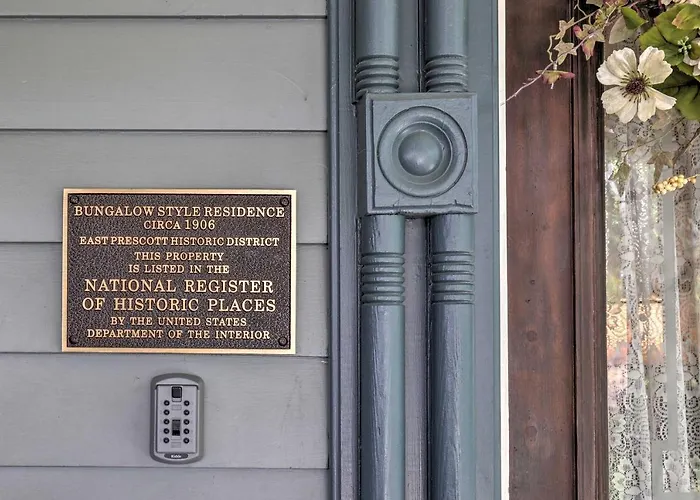 BUNGALOW STYLE RESIDENCE
CIRCA 1906
EAST PRESCOTT HISTORIC DISTRICT
THIS PROPERTY
IS LISTED IN THE
NATIONAL REGISTER
OF HISTORIC PLACES
BY THE UNITED STATES
DEPARTMENT OF THE INTERIOR
Kidde